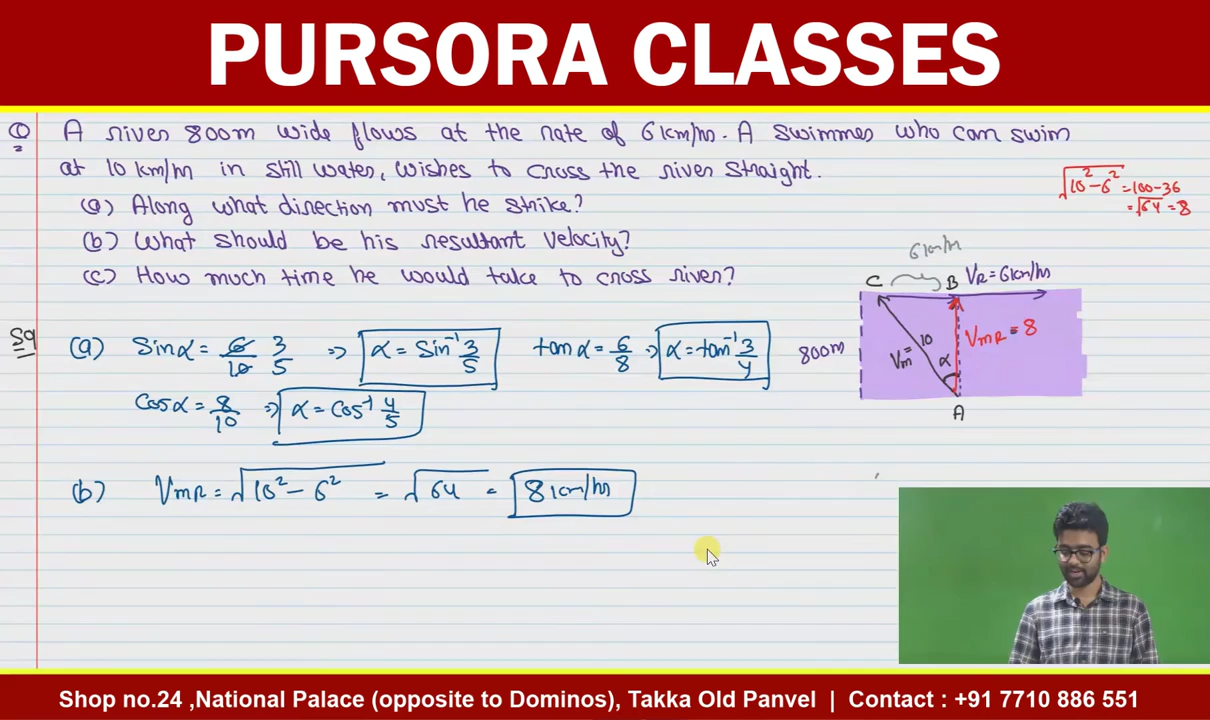 PURSORA CLASSES
Q A river 800m wide flows at the rate of 6km/hr. A swimmer who can swim
at 10 km/hr in still water, wishes to cross the river straight.
(a) Along what direction must he strike?
(b) What should be his resultant velocity?
(c) How much time he would take to cross river?
√10²-6² = 100-36
= √64 = 8
6km/hr
C B VR = 6km/hr
800m Vm = 10 α VmR = 8
A
Sol
(a) Sinα = 6/10 3/5 ⇒ α = Sin⁻¹ 3/5 tanα = 6/8 ⇒ α = tan⁻¹ 3/4
Cosα = 8/10 ⇒ α = Cos⁻¹ 4/5
(b) VmR = √10² - 6² = √64 = 8km/hr
Shop no.24 ,National Palace (opposite to Dominos), Takka Old Panvel | Contact : +91 7710 886 551